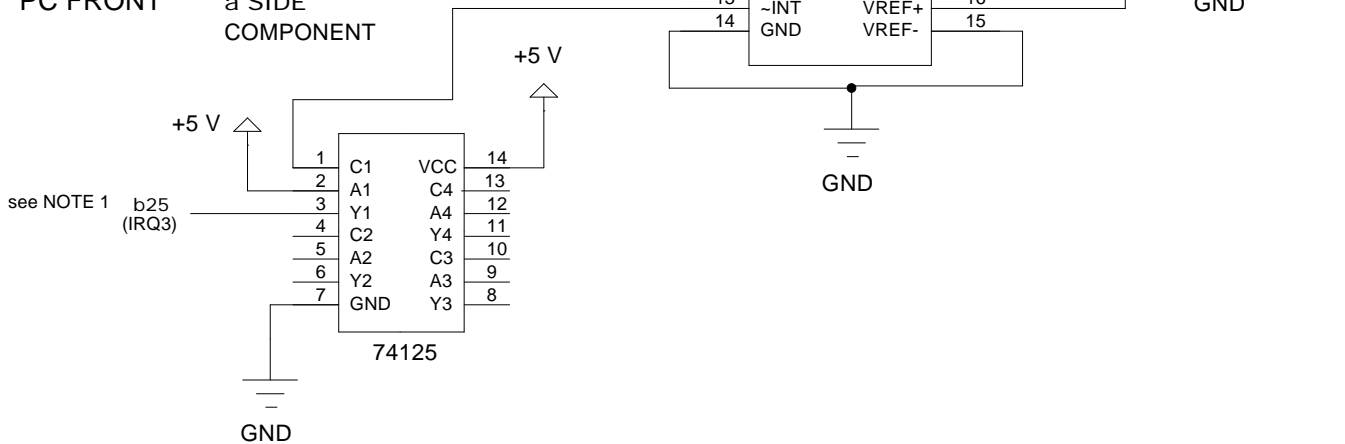 PC FRONT
a SIDE
COMPONENT
13 ~INT VREF+ 16
14 GND VREF- 15
GND
+5 V
+5 V
GND
1 C1 VCC 14
2 A1 C4 13
see NOTE 1 b25 3 Y1 A4 12
(IRQ3)
4 C2 Y4 11
5 A2 C3 10
6 Y2 A3 9
7 GND Y3 8
74125
GND